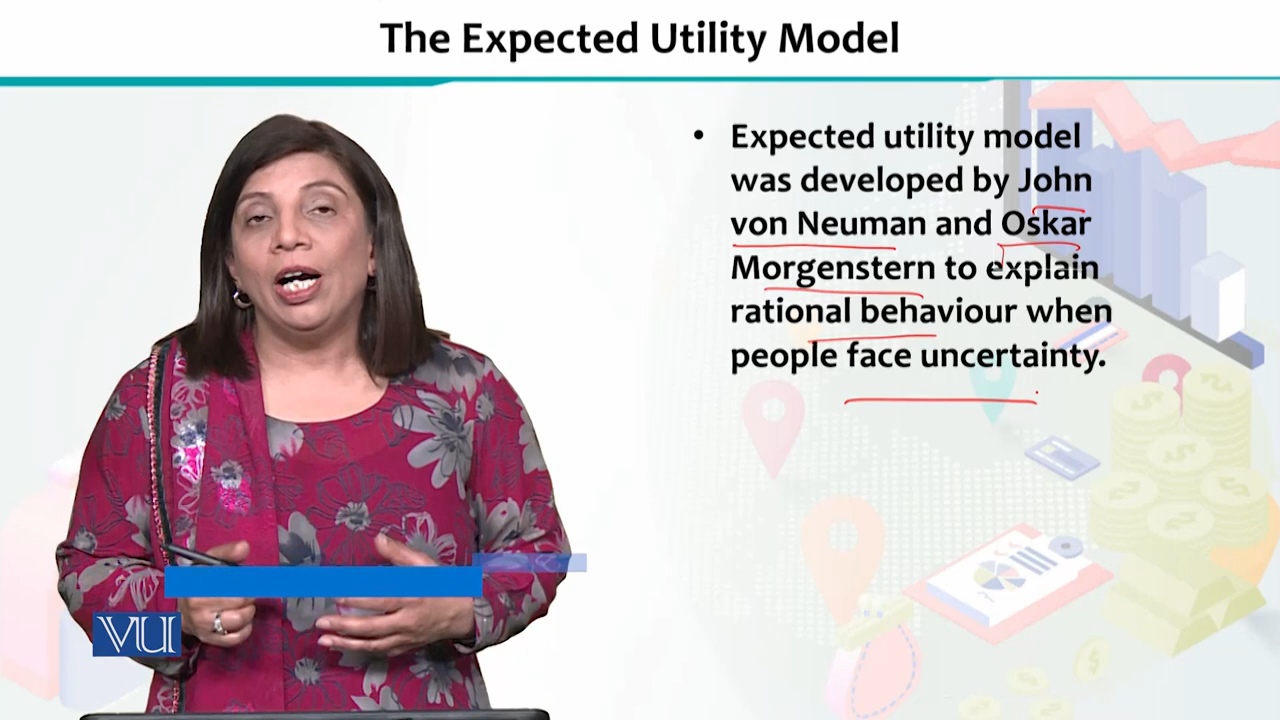 The Expected Utility Model
• Expected utility model
was developed by John
von Neuman and Oskar
Morgenstern to explain
rational behaviour when
people face uncertainty.
VU